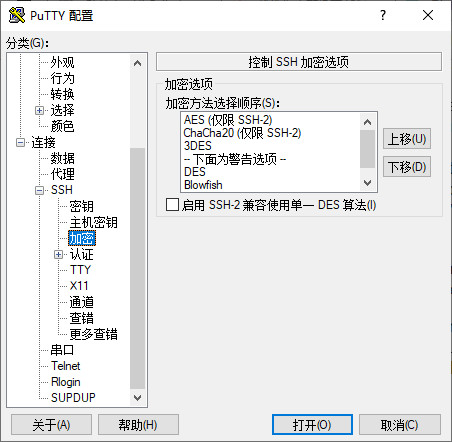 PuTTY 配置
?
分类(G):
外观
行为
转换
选择
颜色
连接
数据
代理
SSH
密钥
主机密钥
加密
认证
TTY
X11
通道
查错
更多查错
串口
Telnet
Rlogin
SUPDUP
控制 SSH 加密选项
加密选项
加密方法选择顺序(S):
AES (仅限 SSH-2)
ChaCha20 (仅限 SSH-2)
3DES
-- 下面为警告选项 --
DES
Blowfish
上移(U)
下移(D)
启用 SSH-2 兼容使用单一 DES 算法(I)
关于(A)
帮助(H)
打开(O)
取消(C)